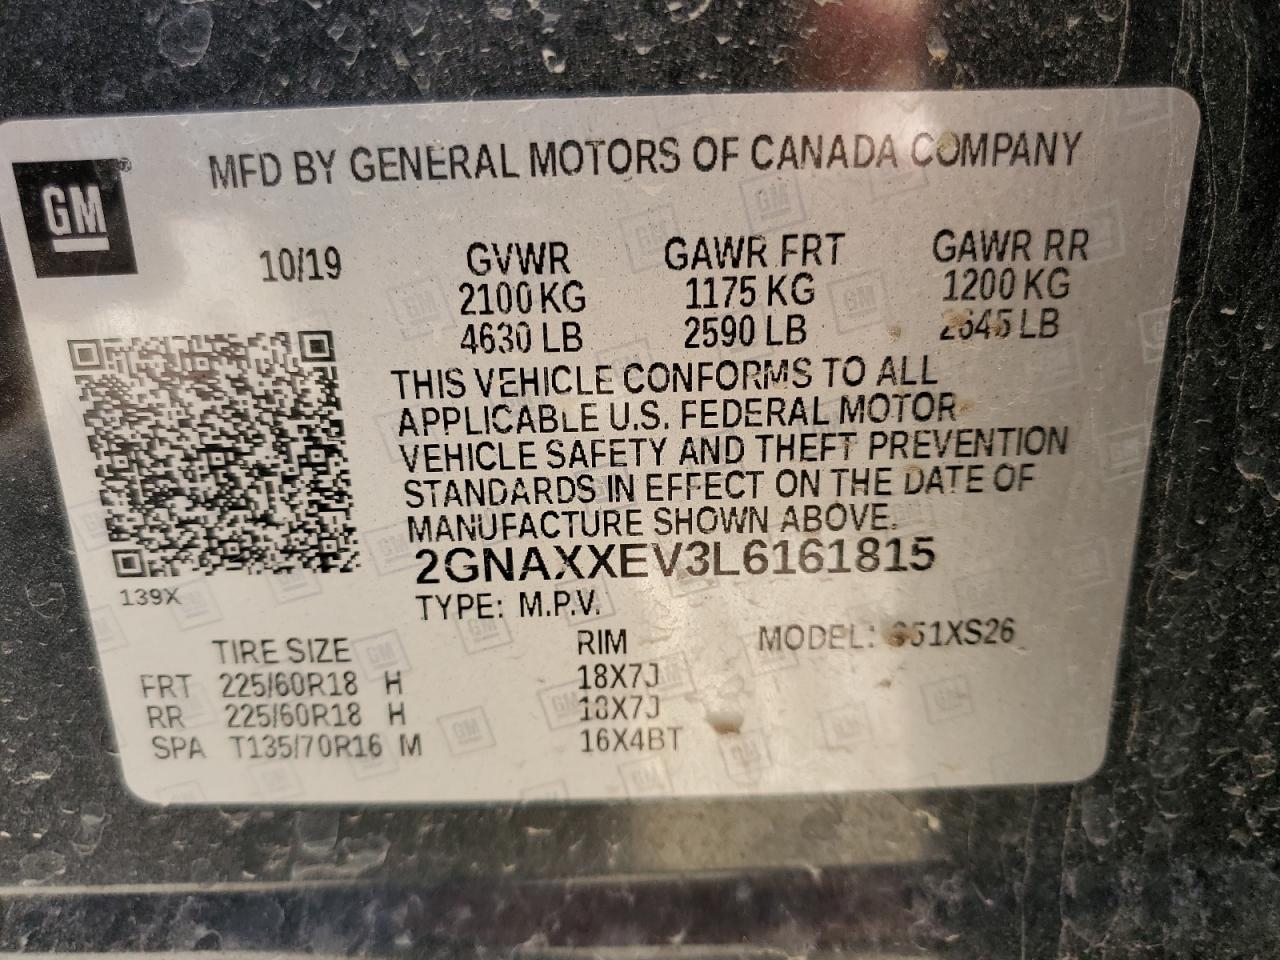 MFD BY GENERAL MOTORS OF CANADA COMPANY
GM
10/19 GVWR GAWR FRT GAWR RR
2100 KG 1175 KG 1200 KG
4630 LB 2590 LB 2645 LB
THIS VEHICLE CONFORMS TO ALL
APPLICABLE U.S. FEDERAL MOTOR
VEHICLE SAFETY AND THEFT PREVENTION
STANDARDS IN EFFECT ON THE DATE OF
MANUFACTURE SHOWN ABOVE.
2GNAXXEV3L6161815
139X
TYPE: M.P.V.
TIRE SIZE RIM MODEL:
FRT 225/60R18 H 18X7J
RR 225/60R18 H 18X7J
SPA T135/70R16 M 16X4BT